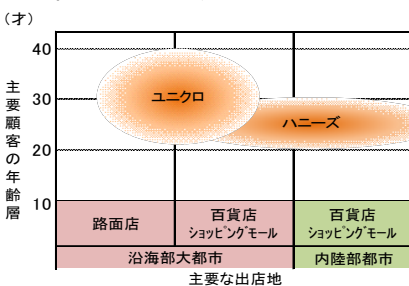 （才）
40
30
20
10
主要顧客の年齢層
ユニクロ
ハニーズ
路面店
百貨店
ショッピングモール
百貨店
ショッピングモール
沿海部大都市
内陸部都市
主要な出店地